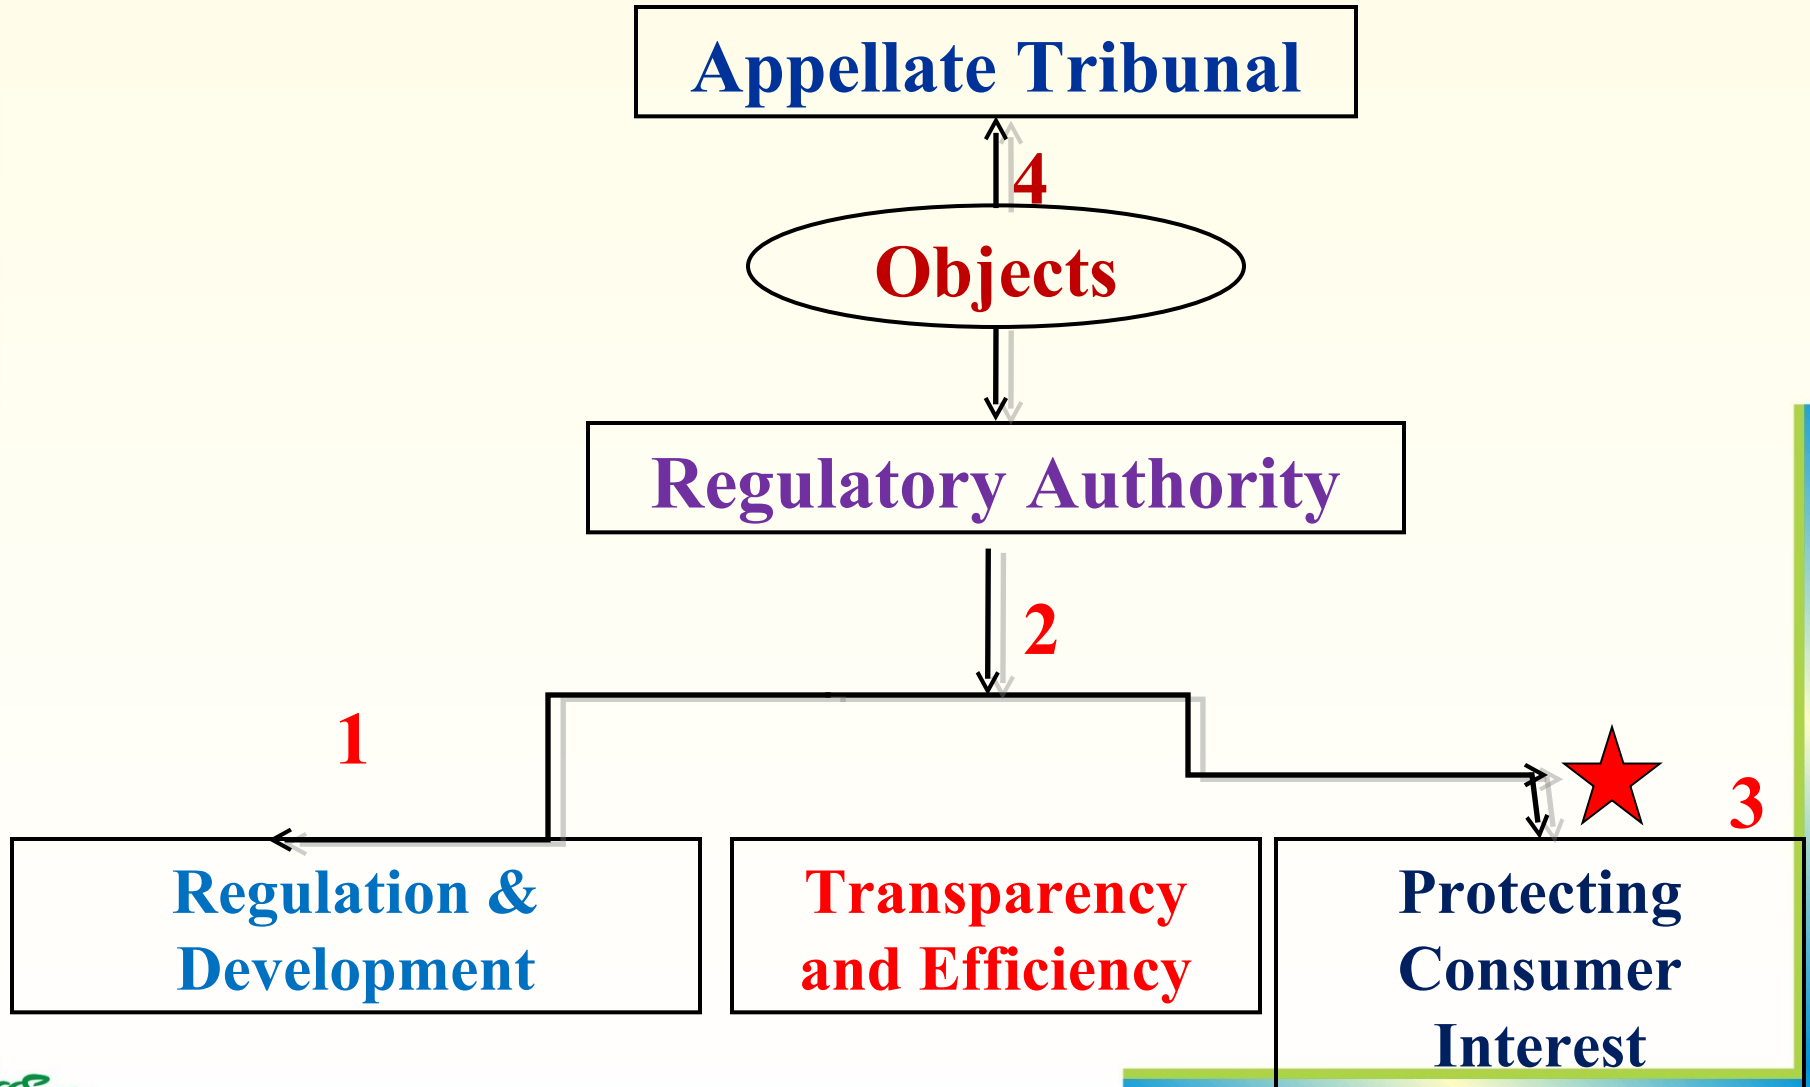 Appellate Tribunal
4
Objects
Regulatory Authority
2
1
3
Regulation &
Development
Transparency
and Efficiency
Protecting
Consumer
Interest